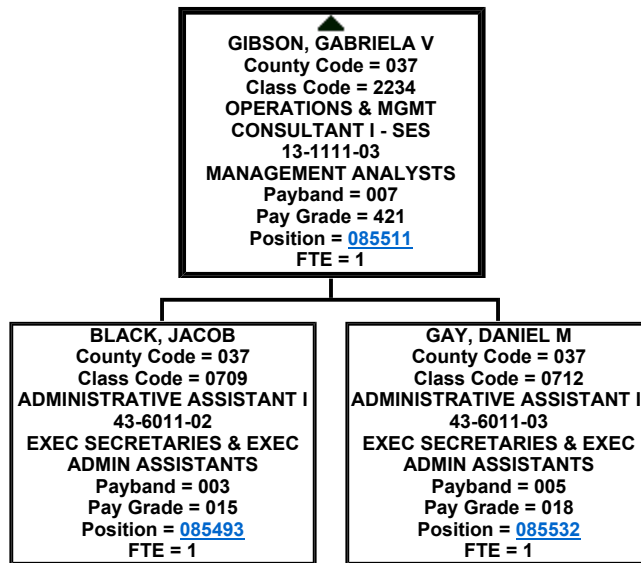 GIBSON, GABRIELA V
County Code = 037
Class Code = 2234
OPERATIONS & MGMT
CONSULTANT I - SES
13-1111-03
MANAGEMENT ANALYSTS
Payband = 007
Pay Grade = 421
Position = 085511
FTE = 1
BLACK, JACOB
County Code = 037
Class Code = 0709
ADMINISTRATIVE ASSISTANT I
43-6011-02
EXEC SECRETARIES & EXEC
ADMIN ASSISTANTS
Payband = 003
Pay Grade = 015
Position = 085493
FTE = 1
GAY, DANIEL M
County Code = 037
Class Code = 0712
ADMINISTRATIVE ASSISTANT I
43-6011-03
EXEC SECRETARIES & EXEC
ADMIN ASSISTANTS
Payband = 005
Pay Grade = 018
Position = 085532
FTE = 1